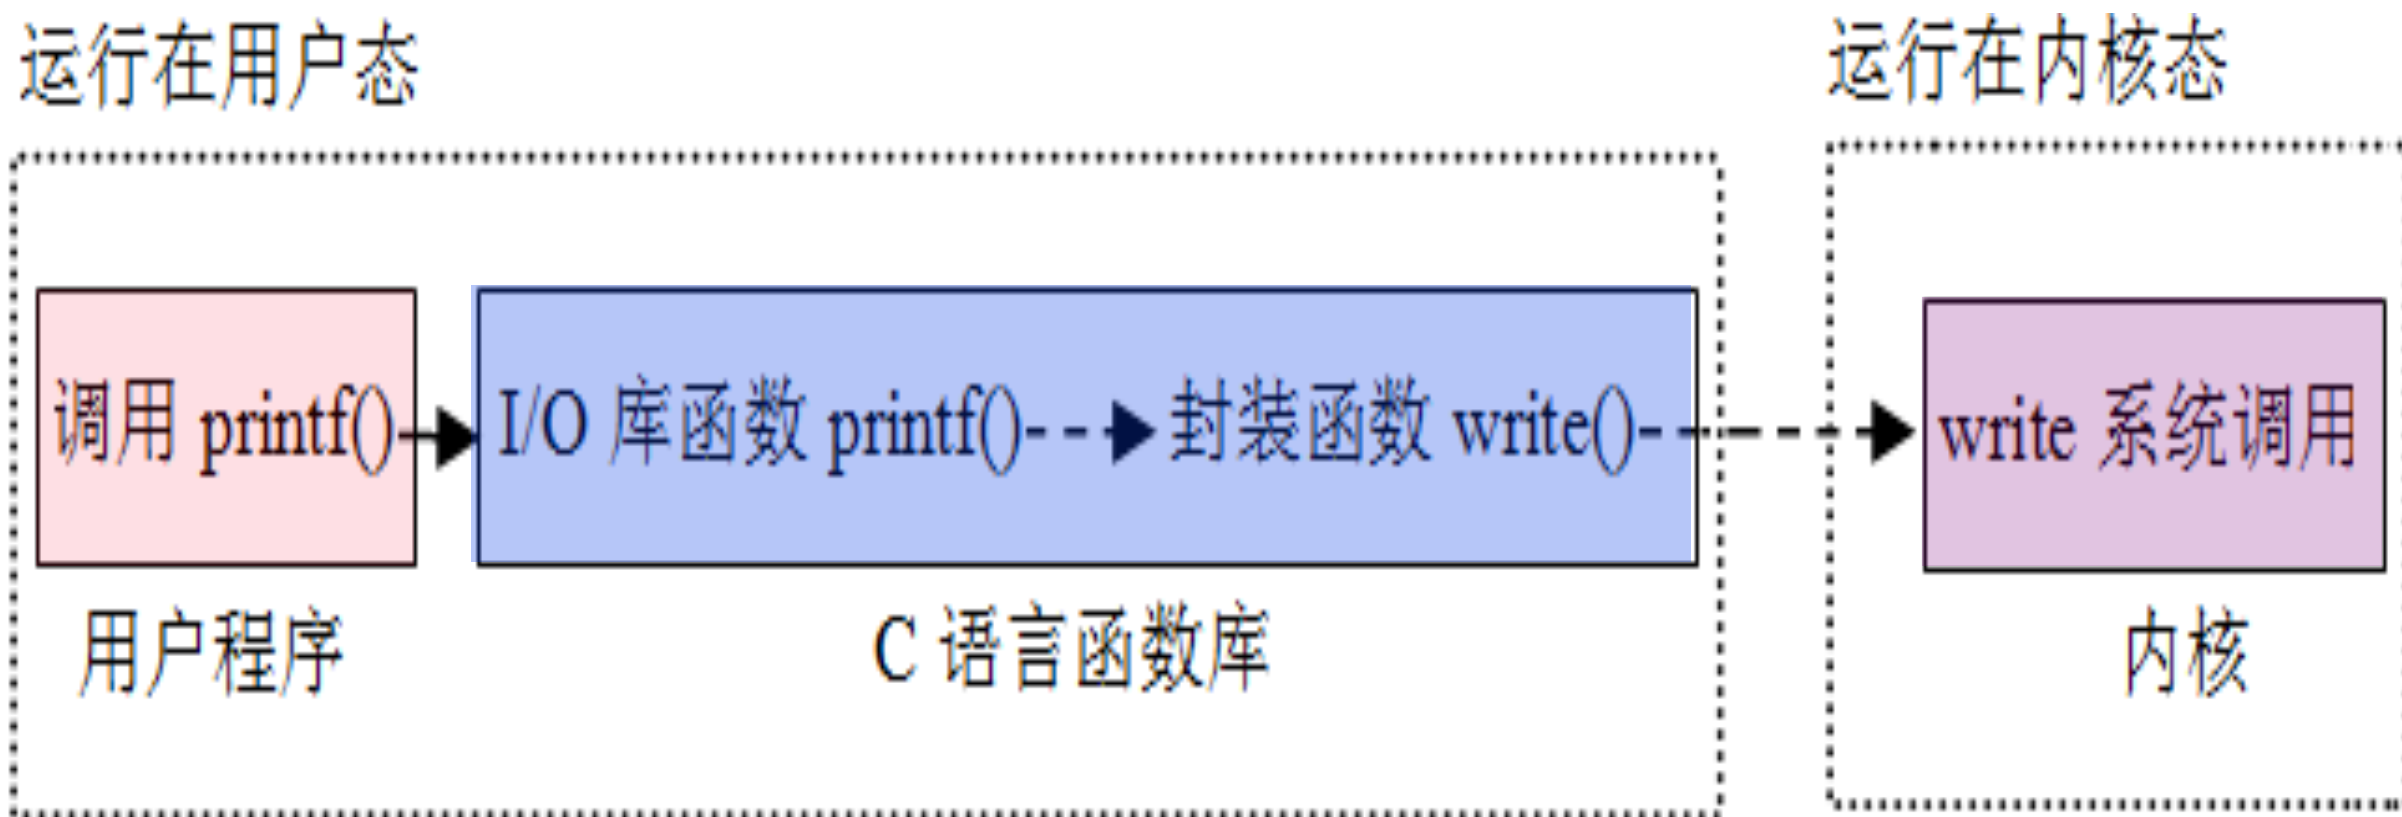 运行在用户态
运行在内核态
调用 printf()
I/O 库函数 printf()
封装函数 write()
write 系统调用
用户程序
C 语言函数库
内核